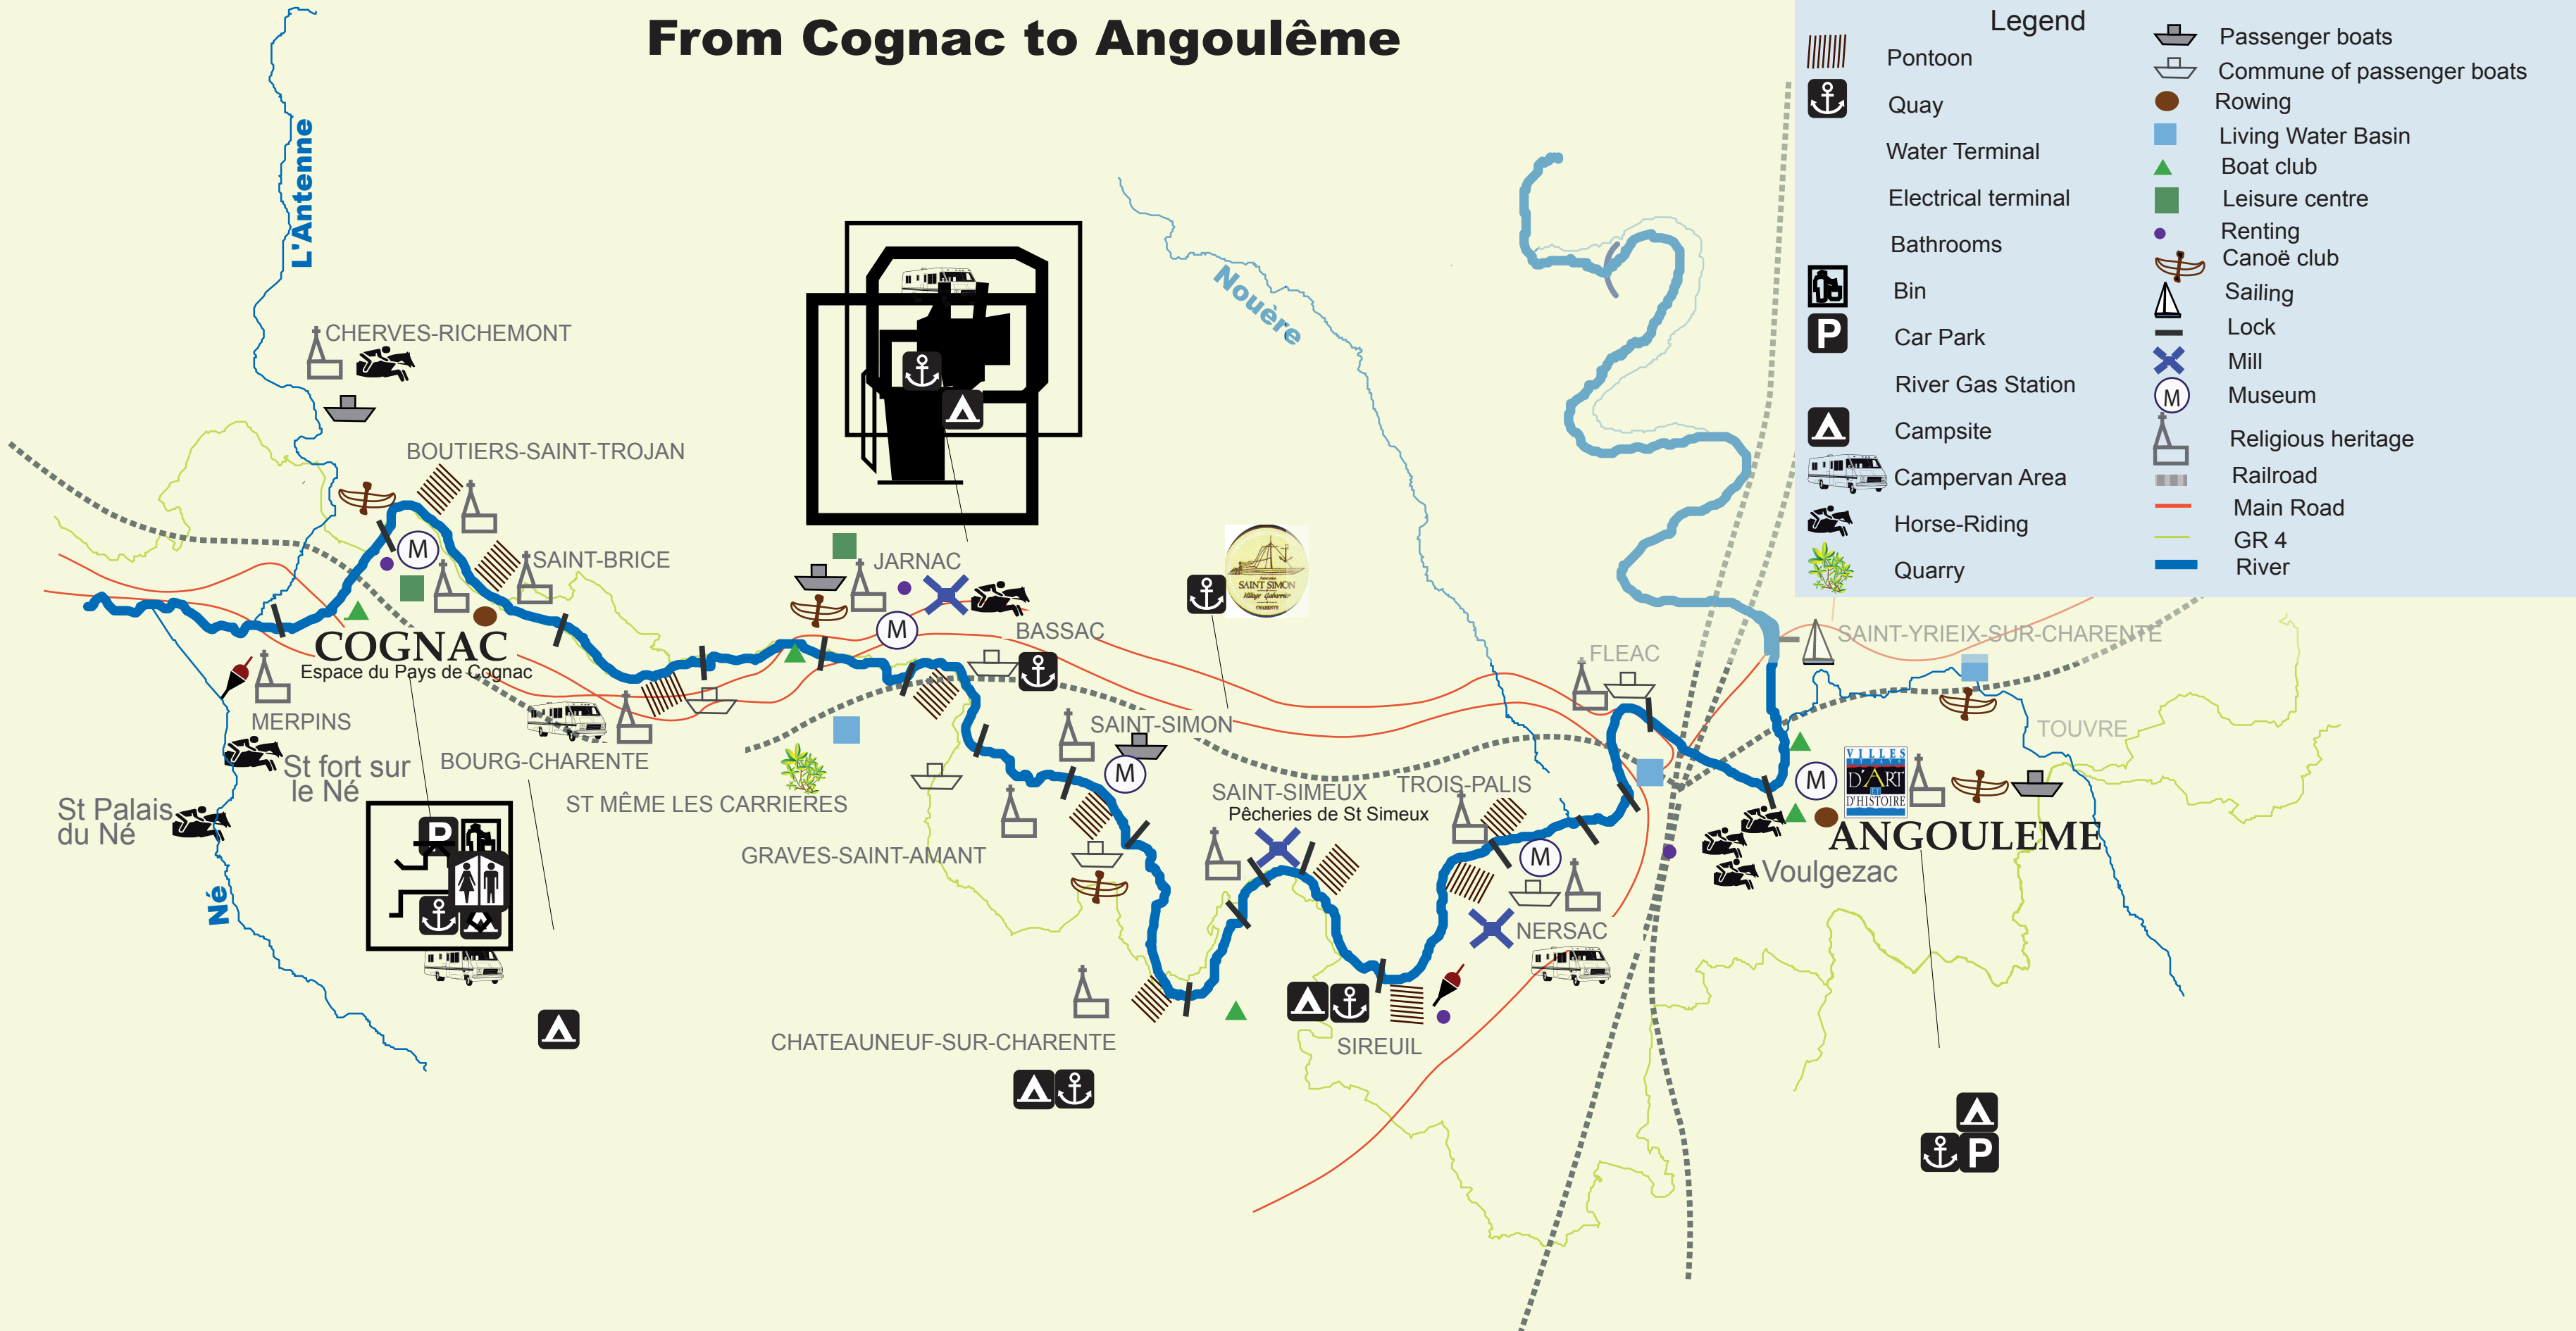 From Cognac to Angoulême
Legend
Pontoon
Quay
Water Terminal
Electrical terminal
Bathrooms
Bin
P
Car Park
River Gas Station
Campsite
Campervan Area
Horse-Riding
Quarry
Passenger boats
Commune of passenger boats
Rowing
Living Water Basin
Boat club
Leisure centre
Renting
Canoë club
Sailing
Lock
Mill
M
Museum
Religious heritage
Railroad
Main Road
GR 4
River
L'Antenne
Nouère
CHERVES-RICHEMONT
BOUTIERS-SAINT-TROJAN
M
SAINT-BRICE
JARNAC
M
SAINT SIMON
Village Gabarrier
CHARENTE
BASSAC
COGNAC
Espace du Pays de Cognac
MERPINS
St fort sur
le Né
St Palais
du Né
Né
P
BOURG-CHARENTE
ST MÊME LES CARRIERES
GRAVES-SAINT-AMANT
SAINT-SIMON
M
SAINT-SIMEUX
Pêcheries de St Simeux
TROIS-PALIS
M
NERSAC
FLEAC
SAINT-YRIEIX-SUR-CHARENTE
TOUVRE
M
VILLES
ET PAYS
D'ART
ET
D'HISTOIRE
ANGOULEME
Voulgezac
CHATEAUNEUF-SUR-CHARENTE
SIREUIL
P